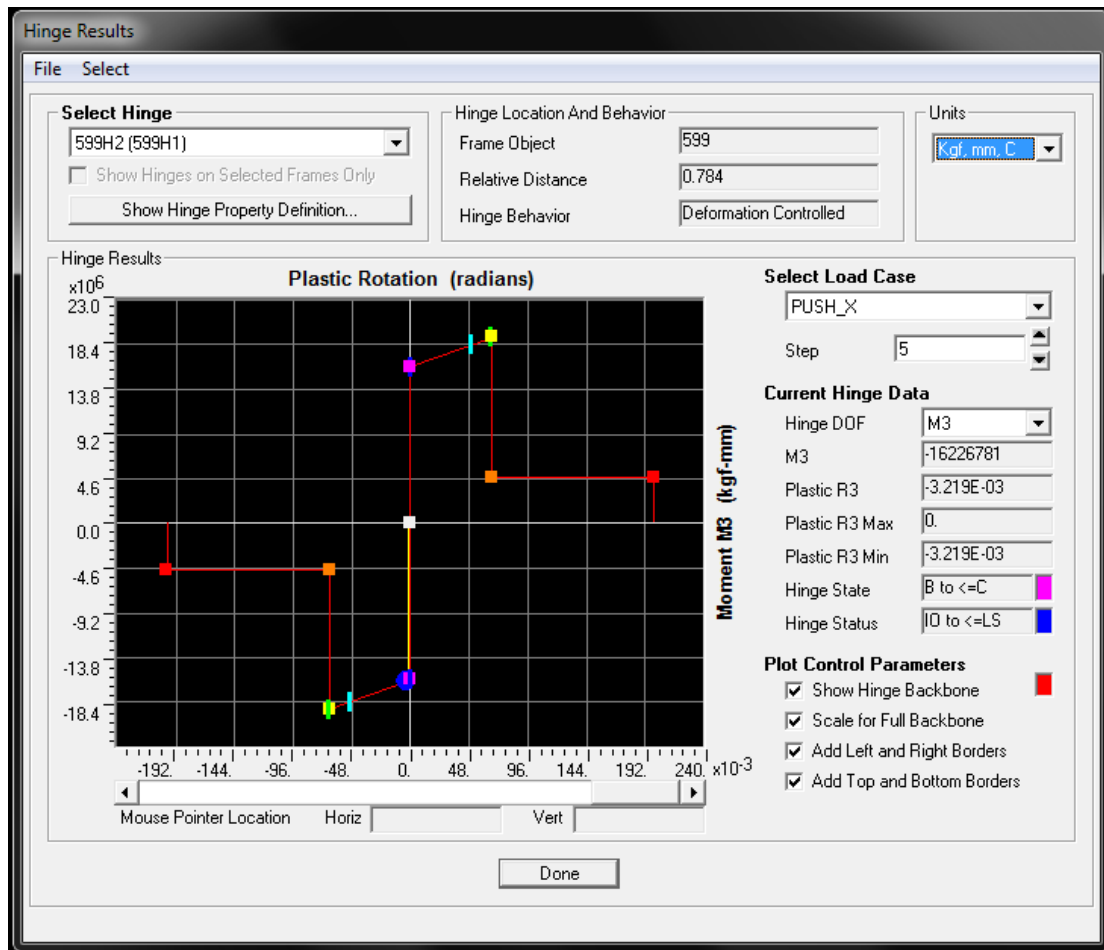 Hinge Results
File Select
Select Hinge
599H2 (599H1)
Show Hinges on Selected Frames Only
Show Hinge Property Definition...
Hinge Location And Behavior
Frame Object 599
Relative Distance 0.784
Hinge Behavior Deformation Controlled
Units
Kgf, mm, C
Hinge Results
x10^6
Plastic Rotation (radians)
23.0
18.4
13.8
9.2
4.6
0.0
-4.6
-9.2
-13.8
-18.4
-192. -144. -96. -48. 0. 48. 96. 144. 192. 240. x10^-3
Moment M3 (kgf-mm)
Mouse Pointer Location Horiz Vert
Select Load Case
PUSH_X
Step 5
Current Hinge Data
Hinge DOF M3
M3 -16226781
Plastic R3 -3.219E-03
Plastic R3 Max 0.
Plastic R3 Min -3.219E-03
Hinge State B to <=C
Hinge Status IO to <=LS
Plot Control Parameters
Show Hinge Backbone
Scale for Full Backbone
Add Left and Right Borders
Add Top and Bottom Borders
Done